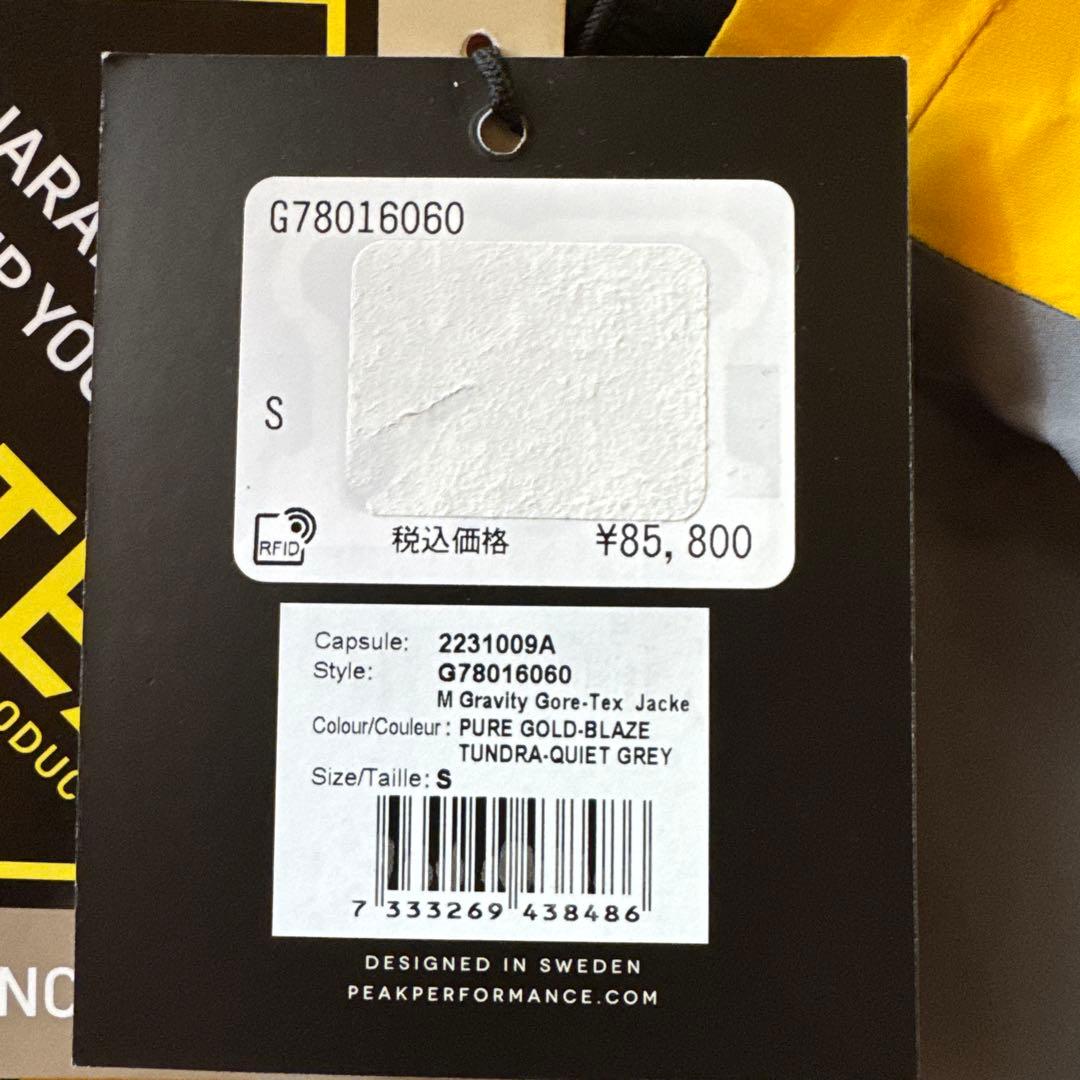 G78016060
S
RFID
税込価格 ¥85,800
Capsule: 2231009A
Style: G78016060
M Gravity Gore-Tex Jacke
Colour/Couleur: PURE GOLD-BLAZE
TUNDRA-QUIET GREY
Size/Taille: S
7 333269 438486
DESIGNED IN SWEDEN
PEAKPERFORMANCE.COM